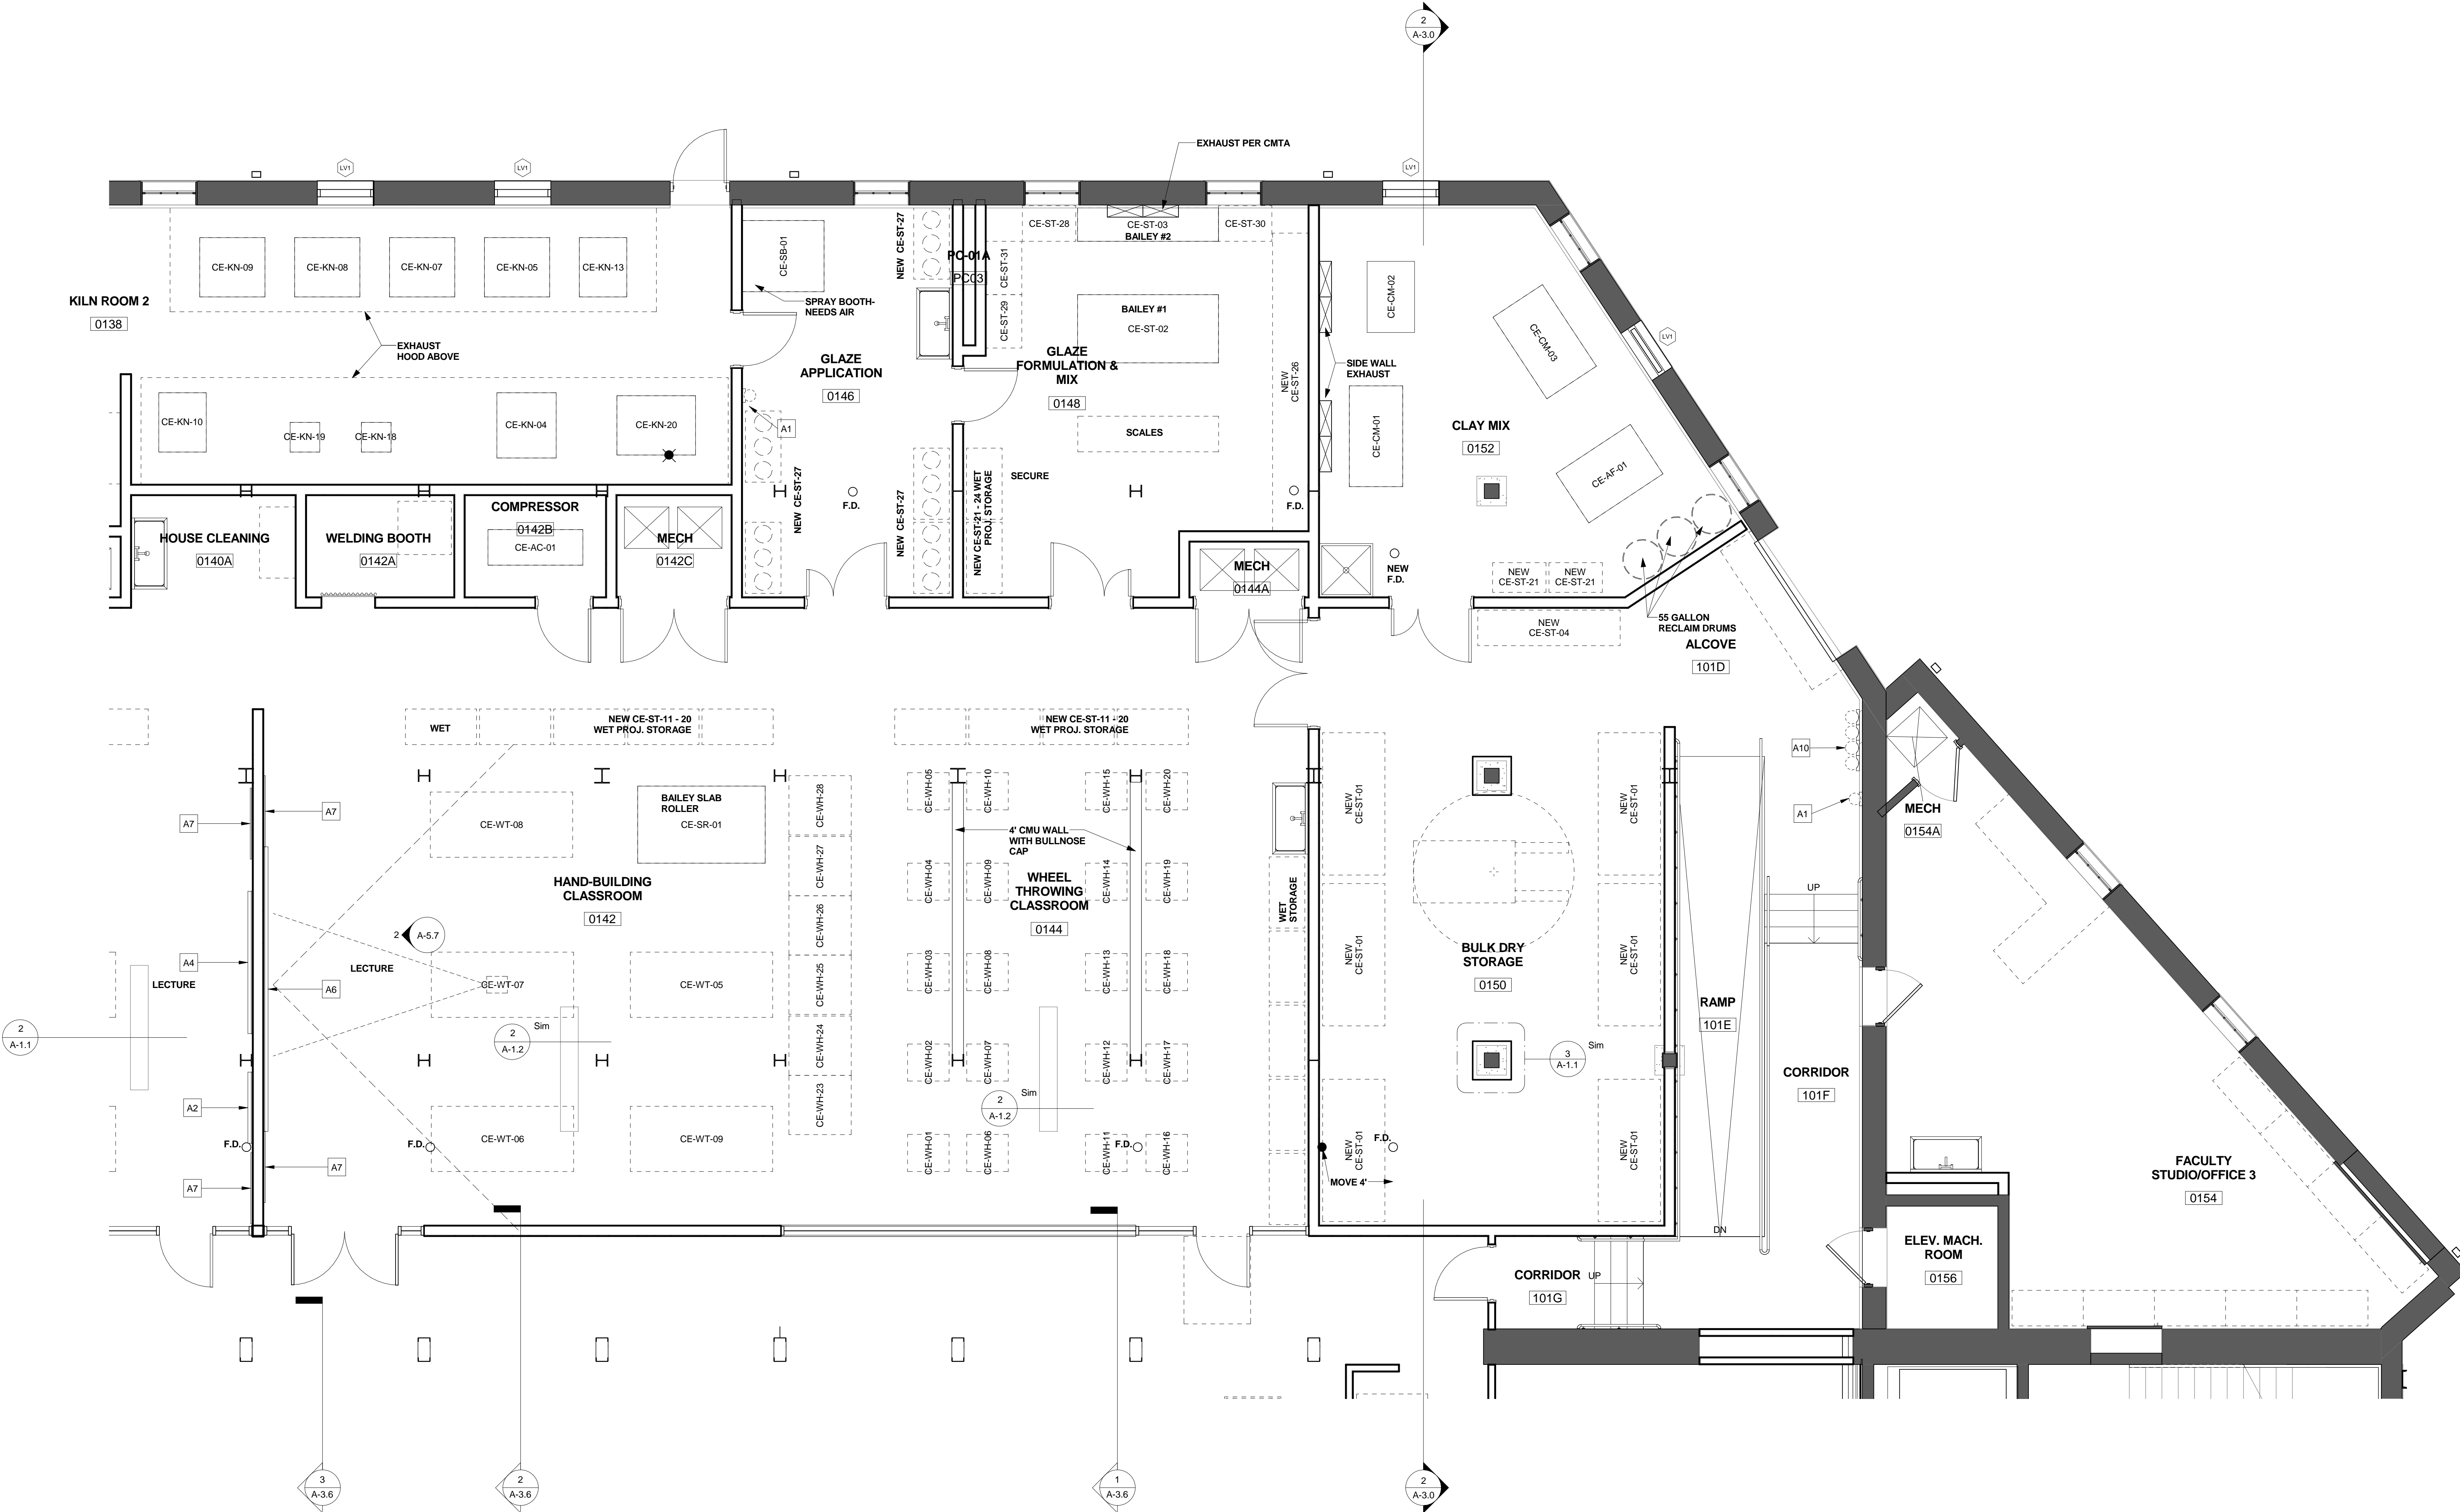 2
A-3.0
EXHAUST PER CMTA
LV1
LV1
LV1
CE-KN-09
CE-KN-08
CE-KN-07
CE-KN-05
CE-KN-13
CE-SB-01
NEW CE-ST-27
PC-01A
PC03
CE-ST-31
CE-ST-29
CE-ST-28
CE-ST-03
BAILEY #2
CE-ST-30
CE-CM-02
CE-CM-03
LV1
KILN ROOM 2
0138
EXHAUST
HOOD ABOVE
SPRAY BOOTH-
NEEDS AIR
BAILEY #1
CE-ST-02
GLAZE
APPLICATION
0146
GLAZE
FORMULATION &
MIX
0148
NEW
CE-ST-26
SIDE WALL
EXHAUST
CE-CM-01
CLAY MIX
0152
CE-AF-01
CE-KN-10
CE-KN-19
CE-KN-18
CE-KN-04
CE-KN-20
A1
SCALES
SECURE
NEW CE-ST-27
NEW CE-ST-27
NEW CE-ST-21 - 24 WET
PROJ. STORAGE
F.D.
F.D.
HOUSE CLEANING
0140A
WELDING BOOTH
0142A
COMPRESSOR
0142B
CE-AC-01
MECH
0142C
MECH
0144A
NEW
F.D.
NEW
CE-ST-21
NEW
CE-ST-21
NEW
CE-ST-04
55 GALLON
RECLAIM DRUMS
ALCOVE
101D
WET
NEW CE-ST-11 - 20
WET PROJ. STORAGE
NEW CE-ST-11 - 20
WET PROJ. STORAGE
A10
A1
MECH
0154A
A7
A7
CE-WT-08
BAILEY SLAB
ROLLER
CE-SR-01
CE-WH-28
CE-WH-27
CE-WH-26
CE-WH-25
CE-WH-24
CE-WH-23
CE-WH-05
CE-WH-10
CE-WH-15
CE-WH-20
4' CMU WALL
WITH BULLNOSE
CAP
CE-WH-04
CE-WH-09
CE-WH-14
CE-WH-19
HAND-BUILDING
CLASSROOM
0142
WHEEL
THROWING
CLASSROOM
0144
WET
STORAGE
NEW
CE-ST-01
NEW
CE-ST-01
NEW
CE-ST-01
NEW
CE-ST-01
UP
2
A-5.7
A4
LECTURE
A6
LECTURE
CE-WT-07
CE-WT-05
CE-WH-03
CE-WH-08
CE-WH-13
CE-WH-18
BULK DRY
STORAGE
0150
RAMP
101E
2
A-1.1
2
A-1.2
Sim
CE-WH-02
CE-WH-07
CE-WH-12
CE-WH-17
3
A-1.1
Sim
CORRIDOR
101F
2
A-1.2
Sim
A2
F.D.
F.D.
CE-WT-06
CE-WT-09
CE-WH-01
CE-WH-06
CE-WH-11
F.D.
CE-WH-16
NEW
CE-ST-01
F.D.
NEW
CE-ST-01
A7
A7
MOVE 4'
FACULTY
STUDIO/OFFICE 3
0154
DN
ELEV. MACH.
ROOM
0156
CORRIDOR
101G
UP
3
A-3.6
2
A-3.6
1
A-3.6
2
A-3.0